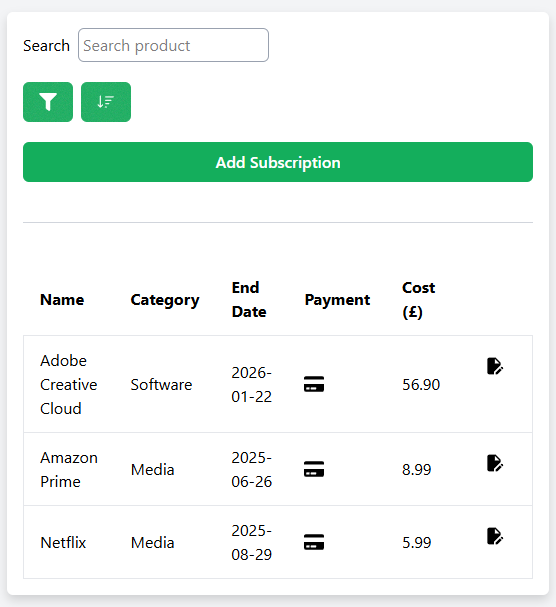 Search Search product
Add Subscription
Name Category End Date Payment Cost (£)
Adobe Creative Cloud Software 2026-01-22 56.90
Amazon Prime Media 2025-06-26 8.99
Netflix Media 2025-08-29 5.99